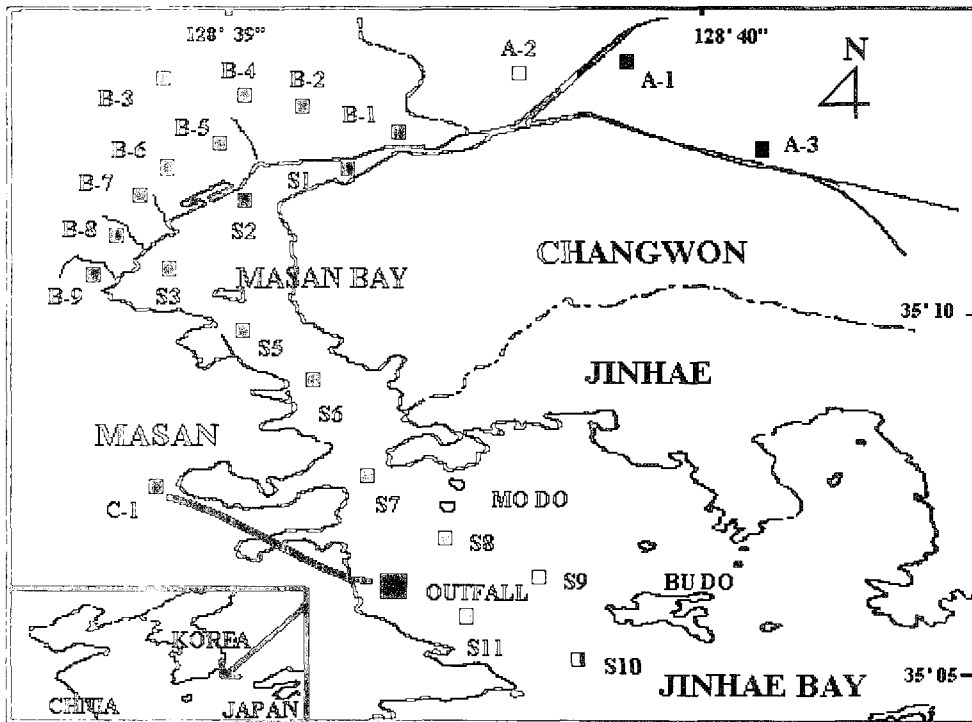 128° 39"
128° 40"
N
A-2
A-1
B-4
B-2
B-3
B-1
B-5
A-3
B-6
S1
B-7
S2
B-8
CHANGWON
B-9
S3
MASAN BAY
35° 10
S5
JINHAE
S6
MASAN
S7
MO DO
C-1
S8
S9
BU DO
OUTFALL
KOREA
S11
S10
35° 05
CHINA
JAPAN
JINHAE BAY